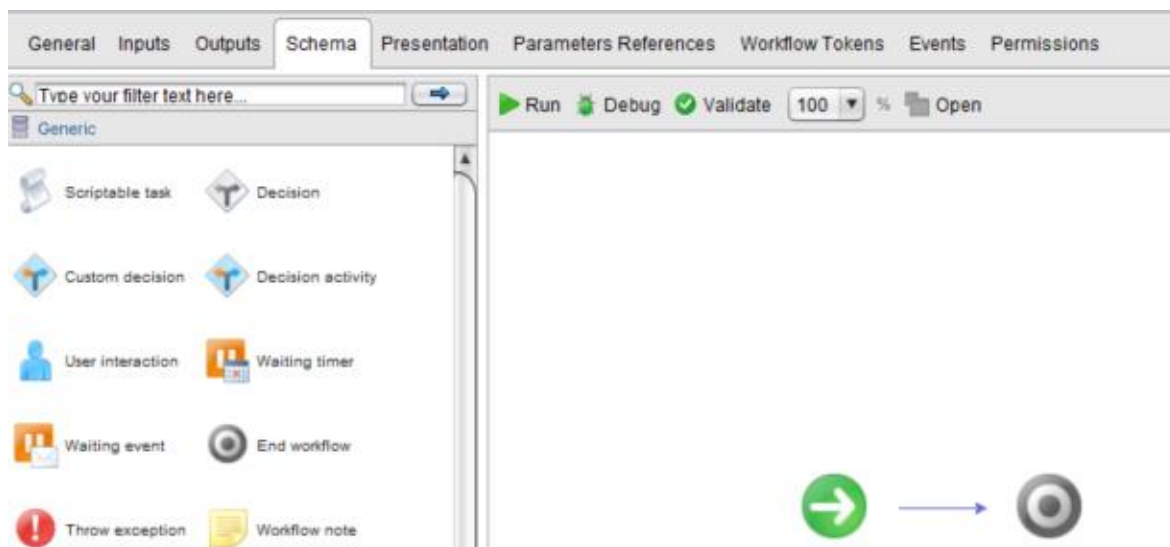 General Inputs Outputs Schema Presentation Parameters References Workflow Tokens Events Permissions
Type your filter text here...
Run Debug Validate 100 % Open
Generic
Scriptable task Decision
Custom decision Decision activity
User interaction Waiting timer
Waiting event End workflow
Throw exception Workflow note